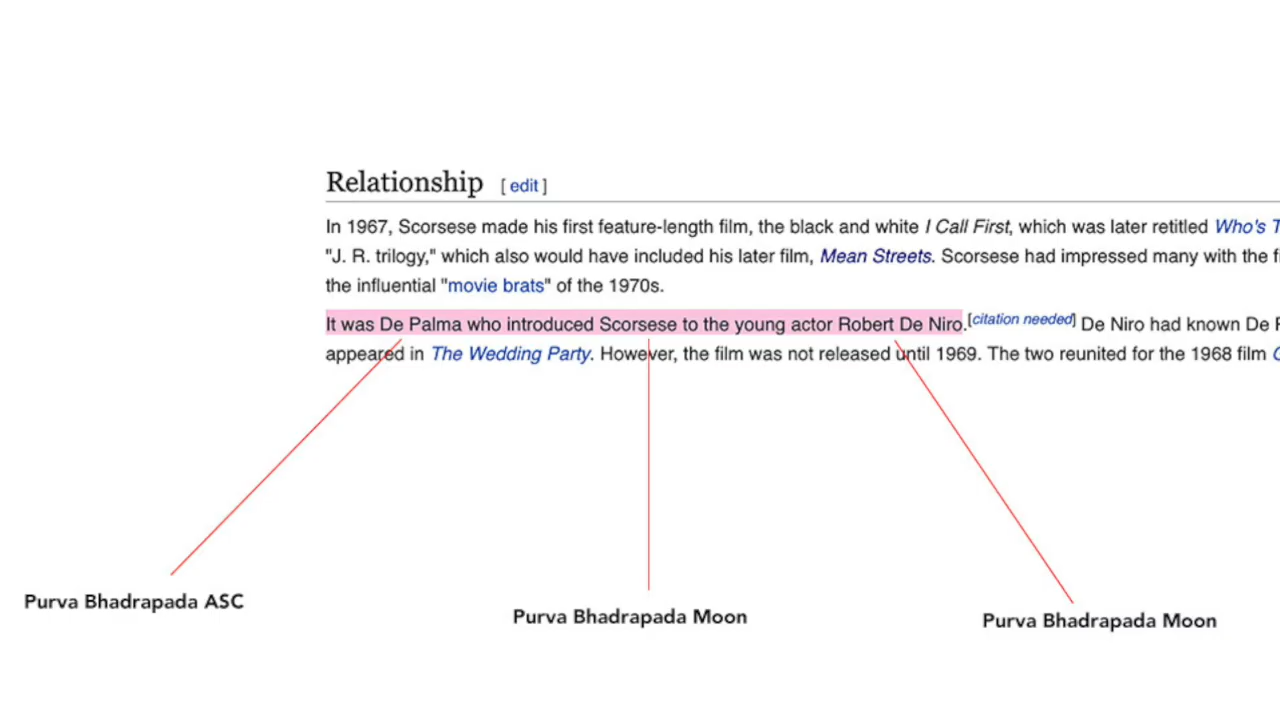 Relationship [ edit ]
In 1967, Scorsese made his first feature-length film, the black and white I Call First, which was later retitled Who's T
"J. R. trilogy," which also would have included his later film, Mean Streets. Scorsese had impressed many with the fi
the influential "movie brats" of the 1970s.
It was De Palma who introduced Scorsese to the young actor Robert De Niro.[citation needed] De Niro had known De P
appeared in The Wedding Party. However, the film was not released until 1969. The two reunited for the 1968 film
Purva Bhadrapada ASC
Purva Bhadrapada Moon
Purva Bhadrapada Moon